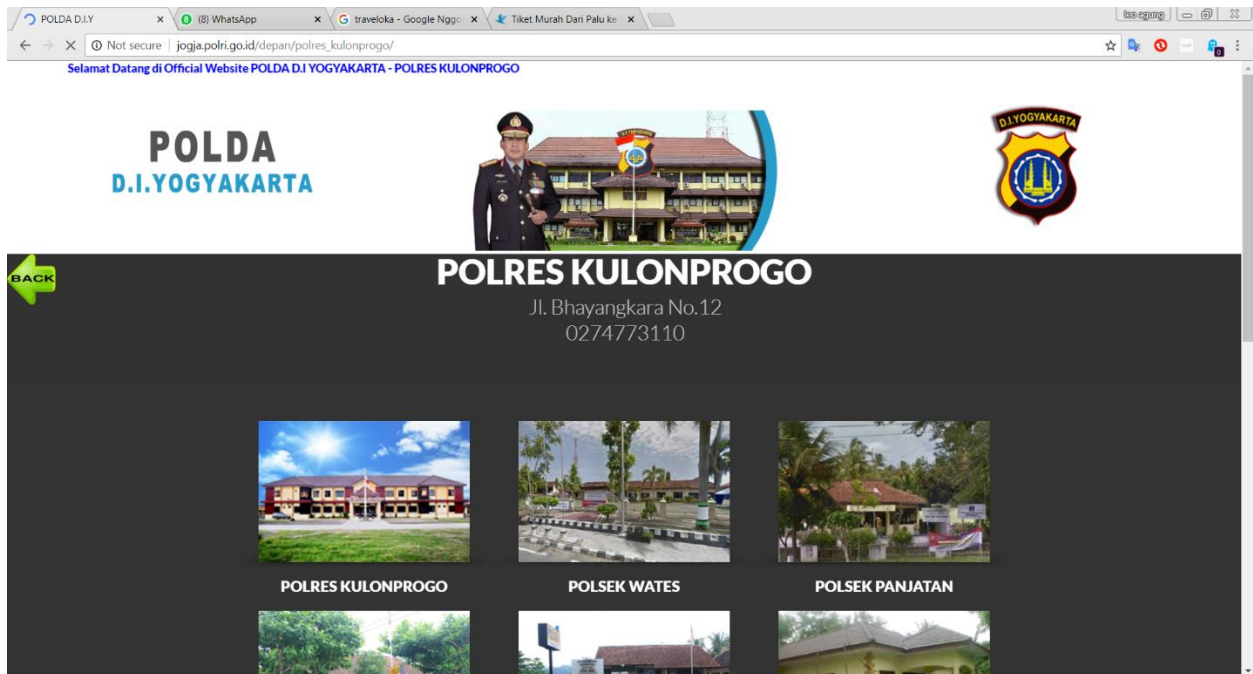 POLDA D.I.Y
(8) WhatsApp
traveloka - Google Nggo
Tiket Murah Dari Palu ke
Not secure | jogja.polri.go.id/depan/polres_kulonprogo/
Selamat Datang di Official Website POLDA D.I YOGYAKARTA - POLRES KULONPROGO
POLDA
D.I.YOGYAKARTA
D.I.YOGYAKARTA
BACK
POLRES KULONPROGO
Jl. Bhayangkara No.12
0274773110
POLRES KULONPROGO
POLSEK WATES
POLSEK PANJATAN